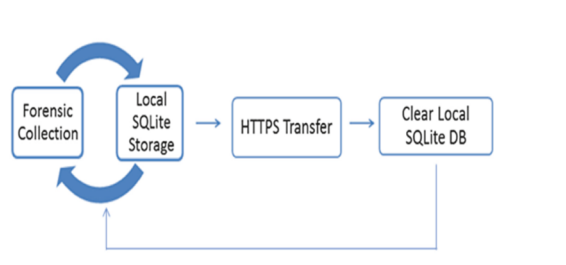 Forensic
Collection
Local
SQLite
Storage
HTTPS Transfer
Clear Local
SQLite DB